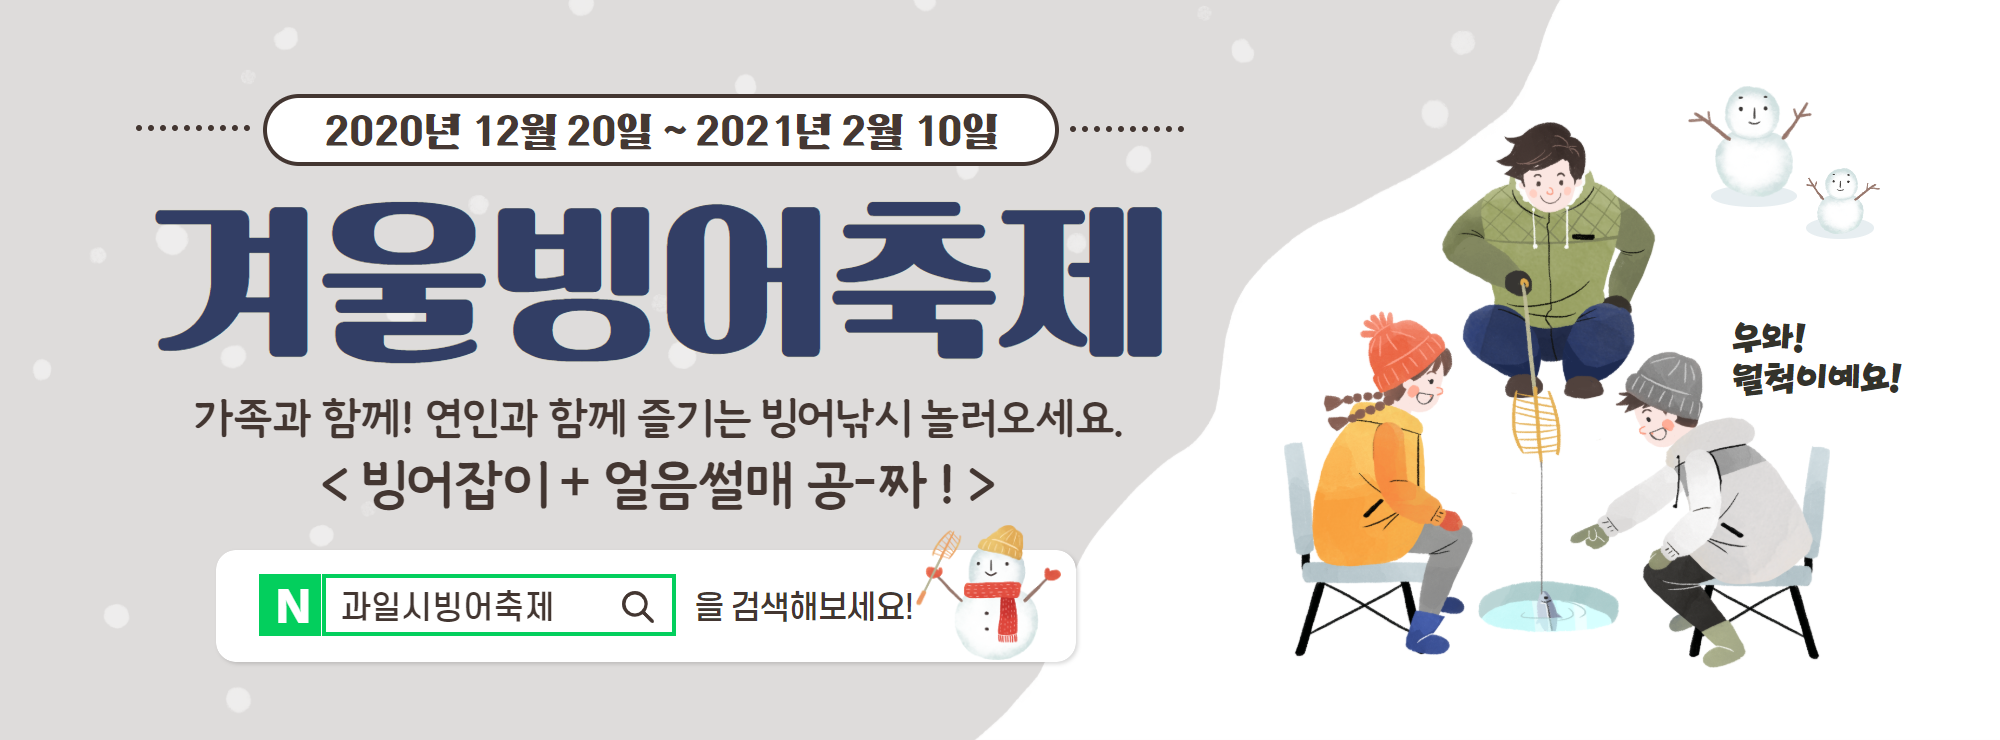 2020년 12월 20일 ~ 2021년 2월 10일
겨울빙어축제
가족과 함께! 연인과 함께 즐기는 빙어낚시 놀러오세요.
< 빙어잡이 + 얼음썰매 공-짜 ! >
N 과일시빙어축제 을 검색해보세요!
우와!
월척이예요!